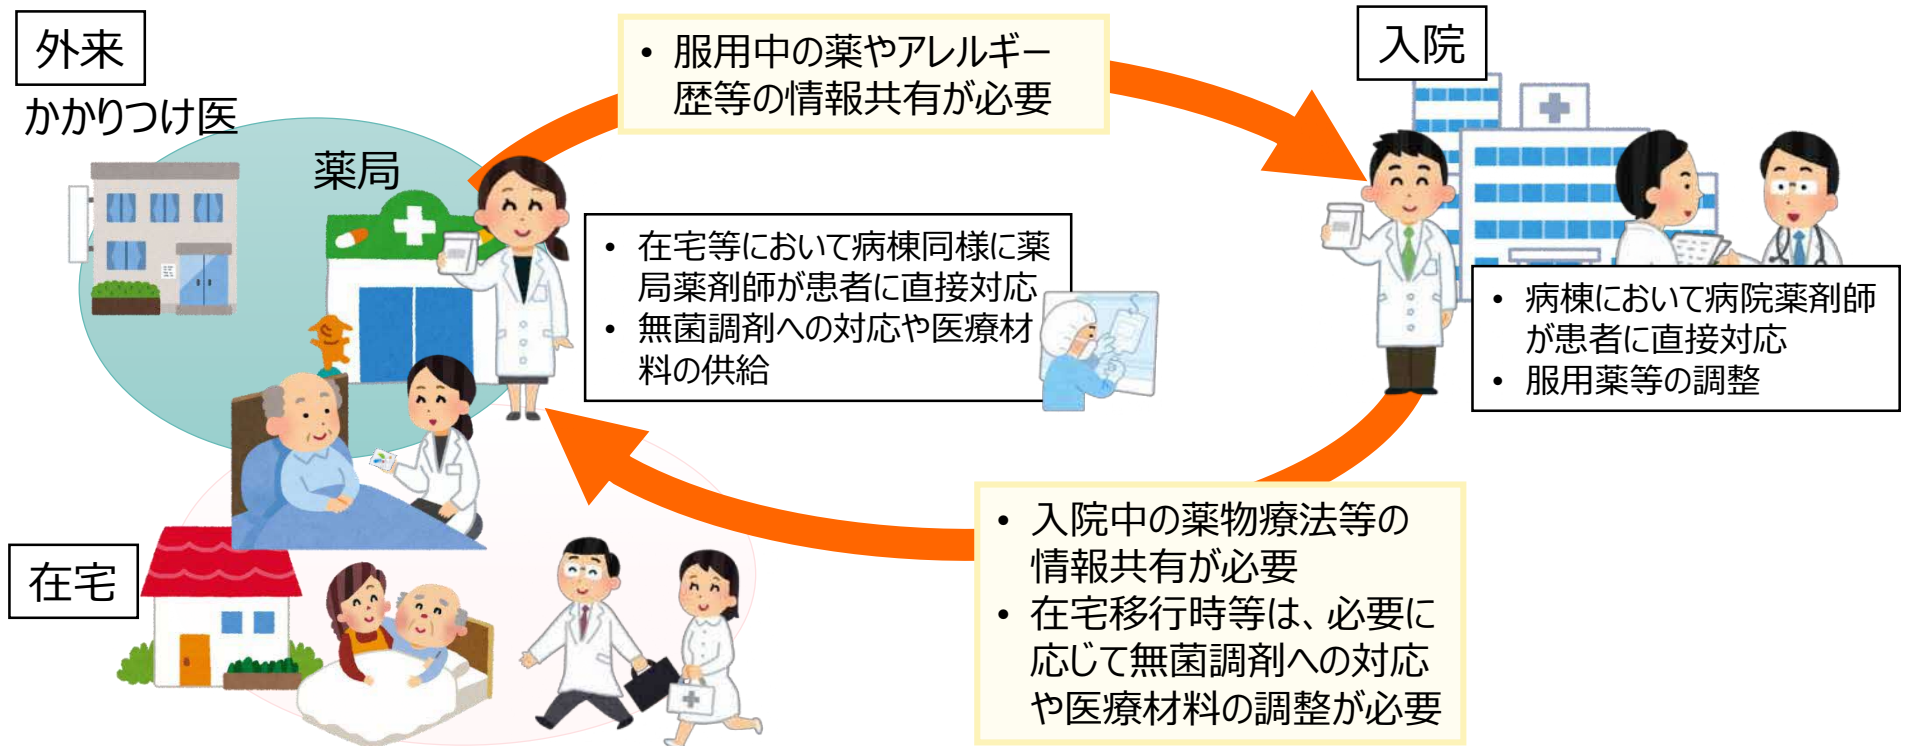 外来
かかりつけ医
薬局
• 服用中の薬やアレルギー
歴等の情報共有が必要
入院
• 在宅等において病棟同様に薬
局薬剤師が患者に直接対応
• 無菌調剤への対応や医療材
料の供給
• 病棟において病院薬剤師
が患者に直接対応
• 服用薬等の調整
在宅
• 入院中の薬物療法等の
情報共有が必要
• 在宅移行時等は、必要に
応じて無菌調剤への対応
や医療材料の調整が必要